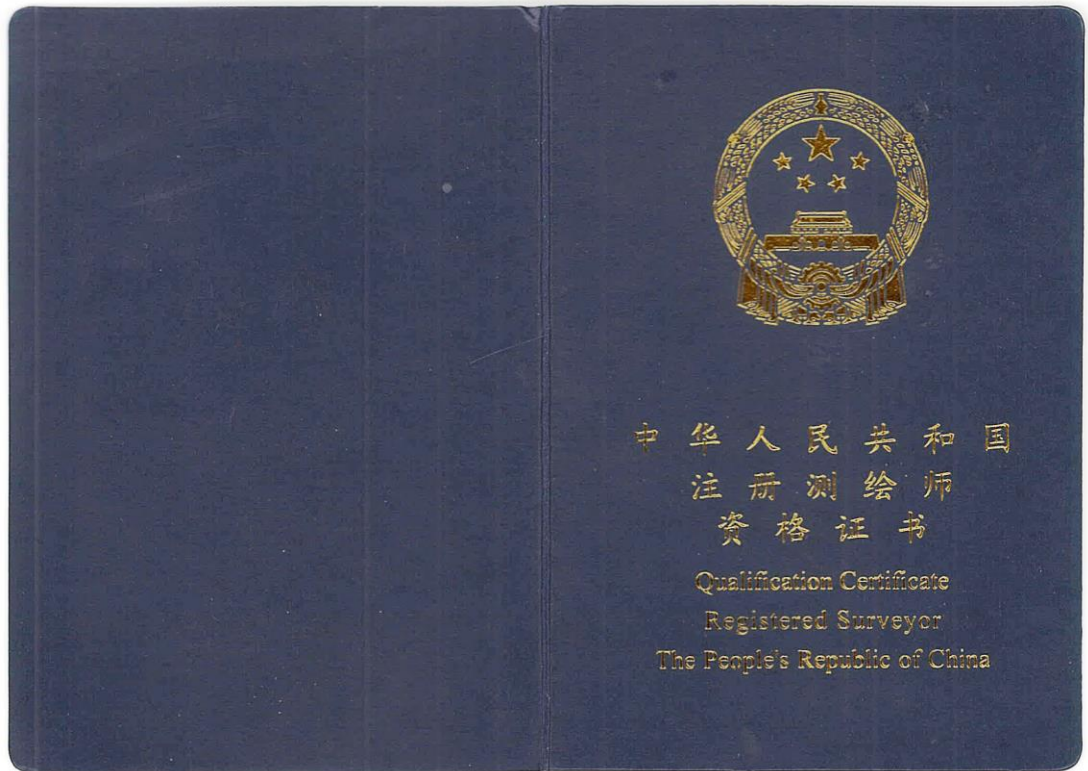 中华人民共和国
注册测绘师
资格证书
Qualification Certificate
Registered Surveyor
The People's Republic of China